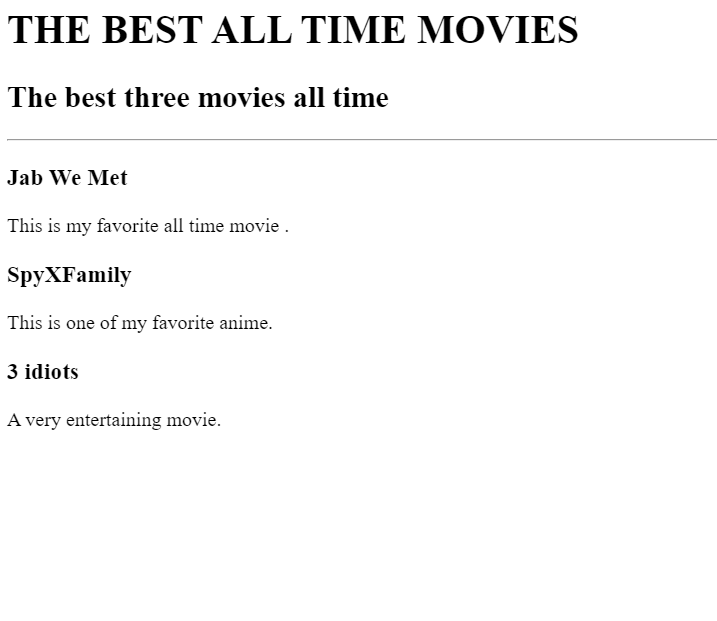 THE BEST ALL TIME MOVIES
The best three movies all time
Jab We Met
This is my favorite all time movie .
SpyXFamily
This is one of my favorite anime.
3 idiots
A very entertaining movie.